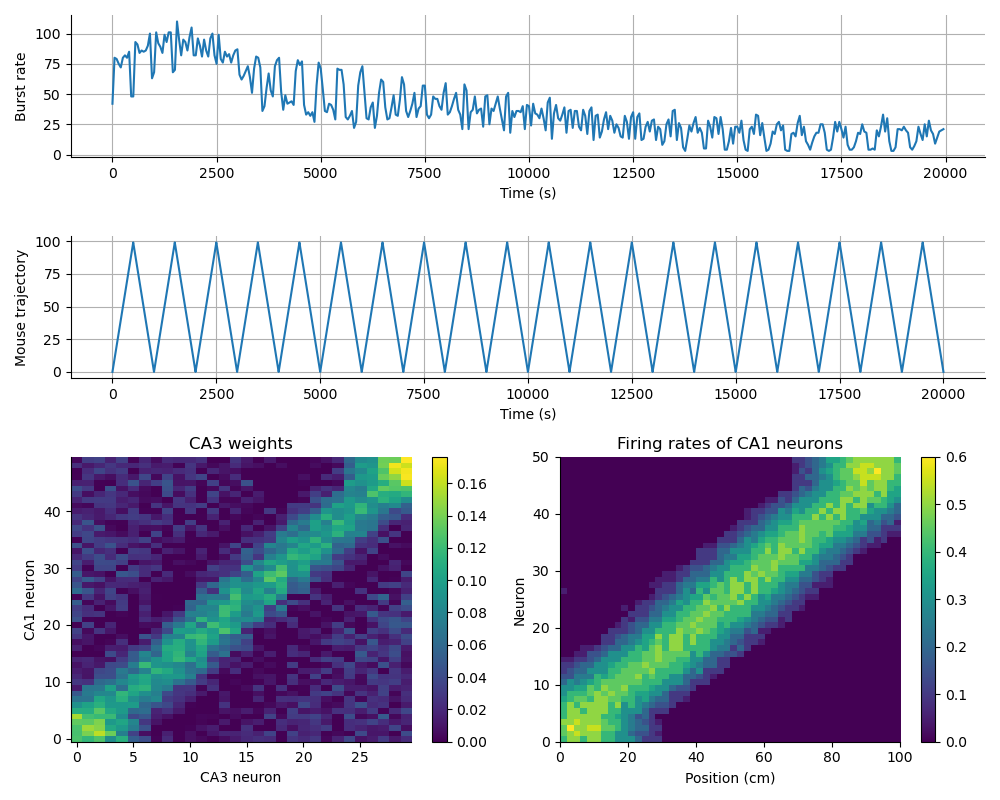 Burst rate
100
75
50
25
0
0 2500 5000 7500 10000 12500 15000 17500 20000
Time (s)
Mouse trajectory
100
75
50
25
0
0 2500 5000 7500 10000 12500 15000 17500 20000
Time (s)
CA3 weights
CA1 neuron
40
30
20
10
0
0 5 10 15 20 25
CA3 neuron
0.16
0.14
0.12
0.10
0.08
0.06
0.04
0.02
0.00
Firing rates of CA1 neurons
Neuron
50
40
30
20
10
0
0 20 40 60 80 100
Position (cm)
0.6
0.5
0.4
0.3
0.2
0.1
0.0